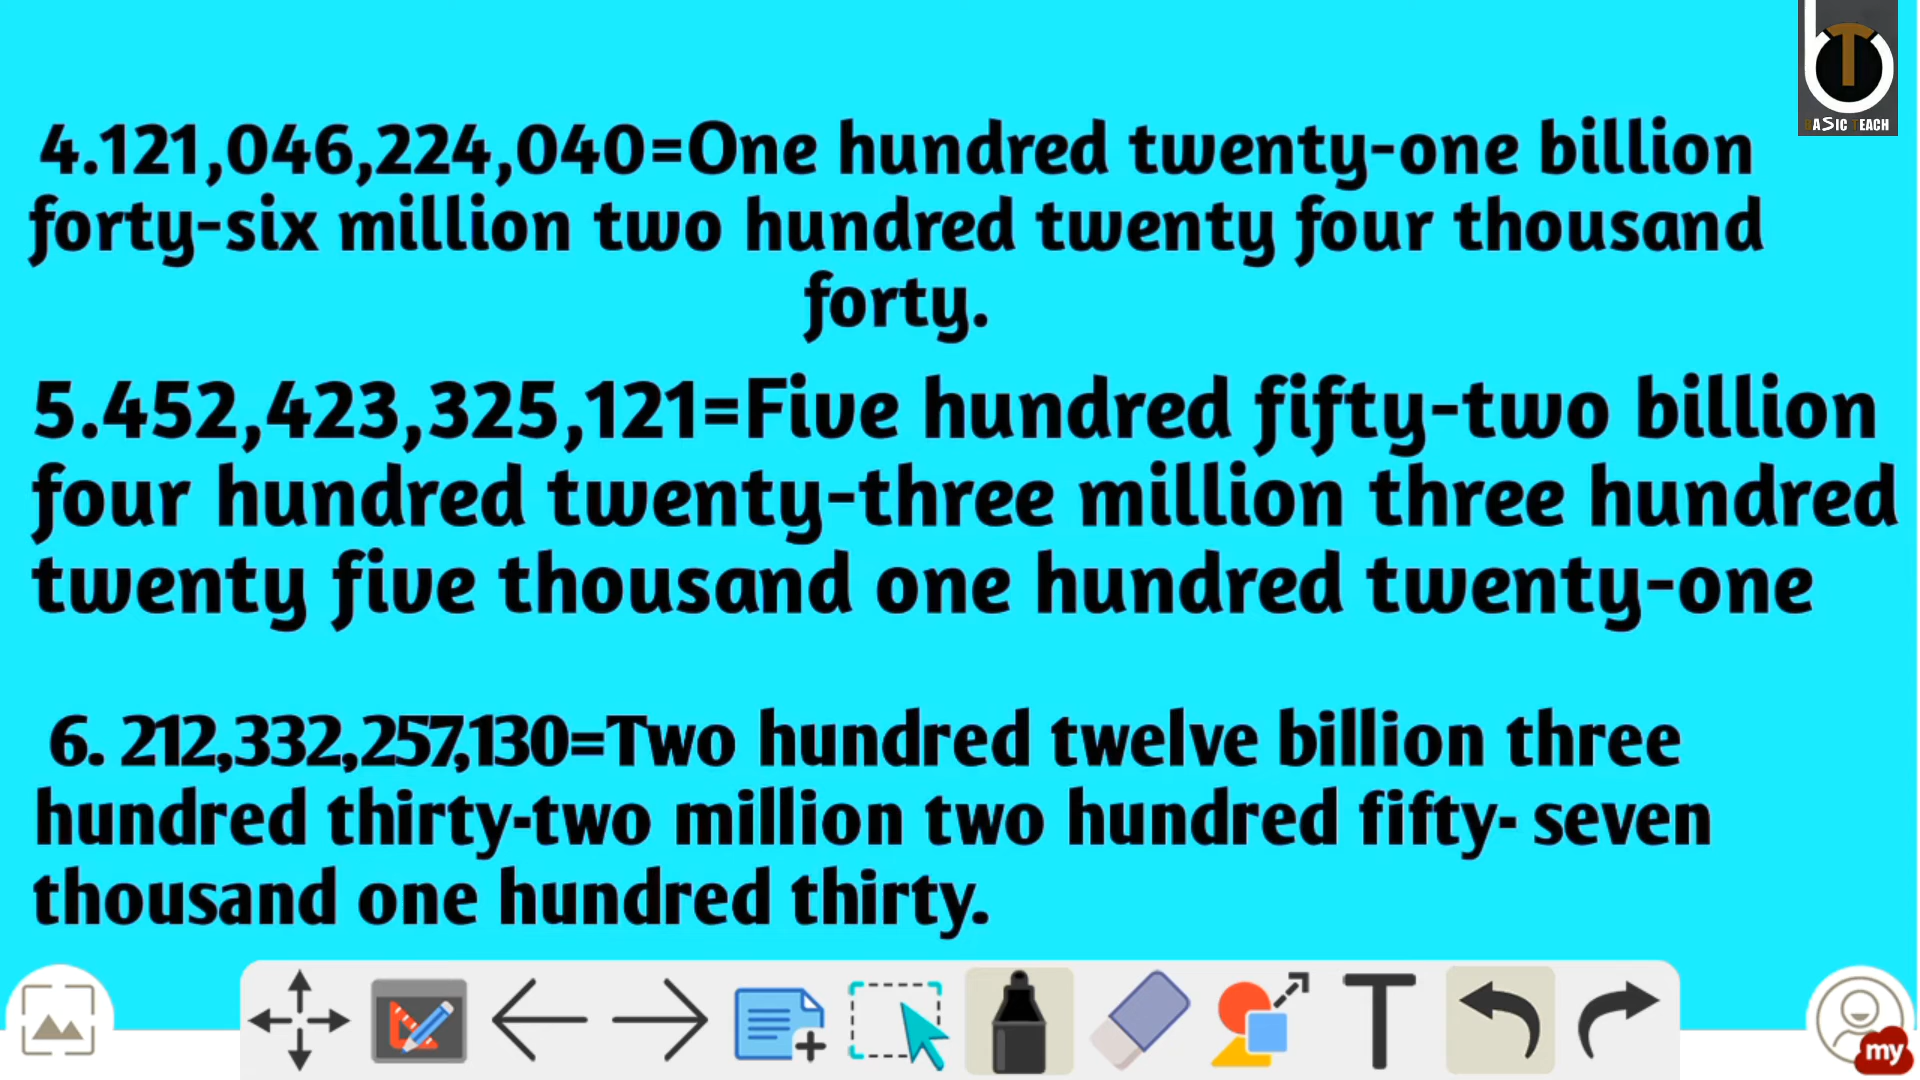 BASIC TEACH
4.121,046,224,040=One hundred twenty-one billion
forty-six million two hundred twenty four thousand
forty.
5.452,423,325,121=Five hundred fifty-two billion
four hundred twenty-three million three hundred
twenty five thousand one hundred twenty-one
6. 212,332,257,130=Two hundred twelve billion three
hundred thirty-two million two hundred fifty- seven
thousand one hundred thirty.
T
my